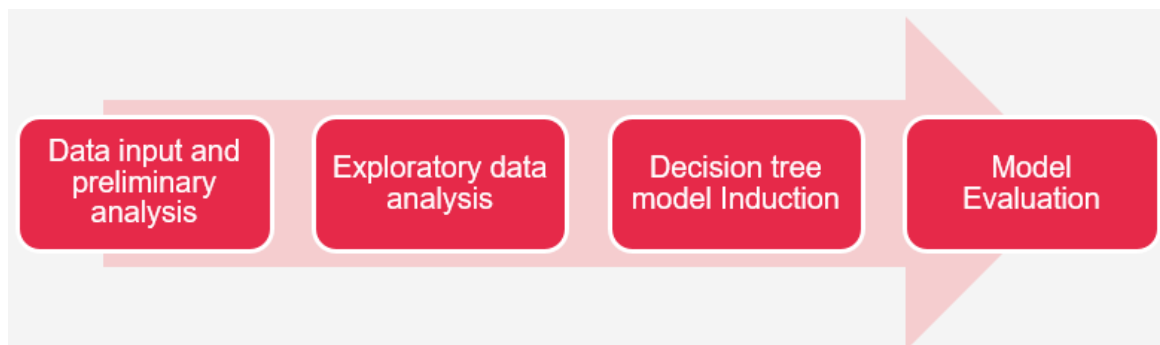 Data input and
preliminary
analysis
Exploratory data
analysis
Decision tree
model Induction
Model
Evaluation